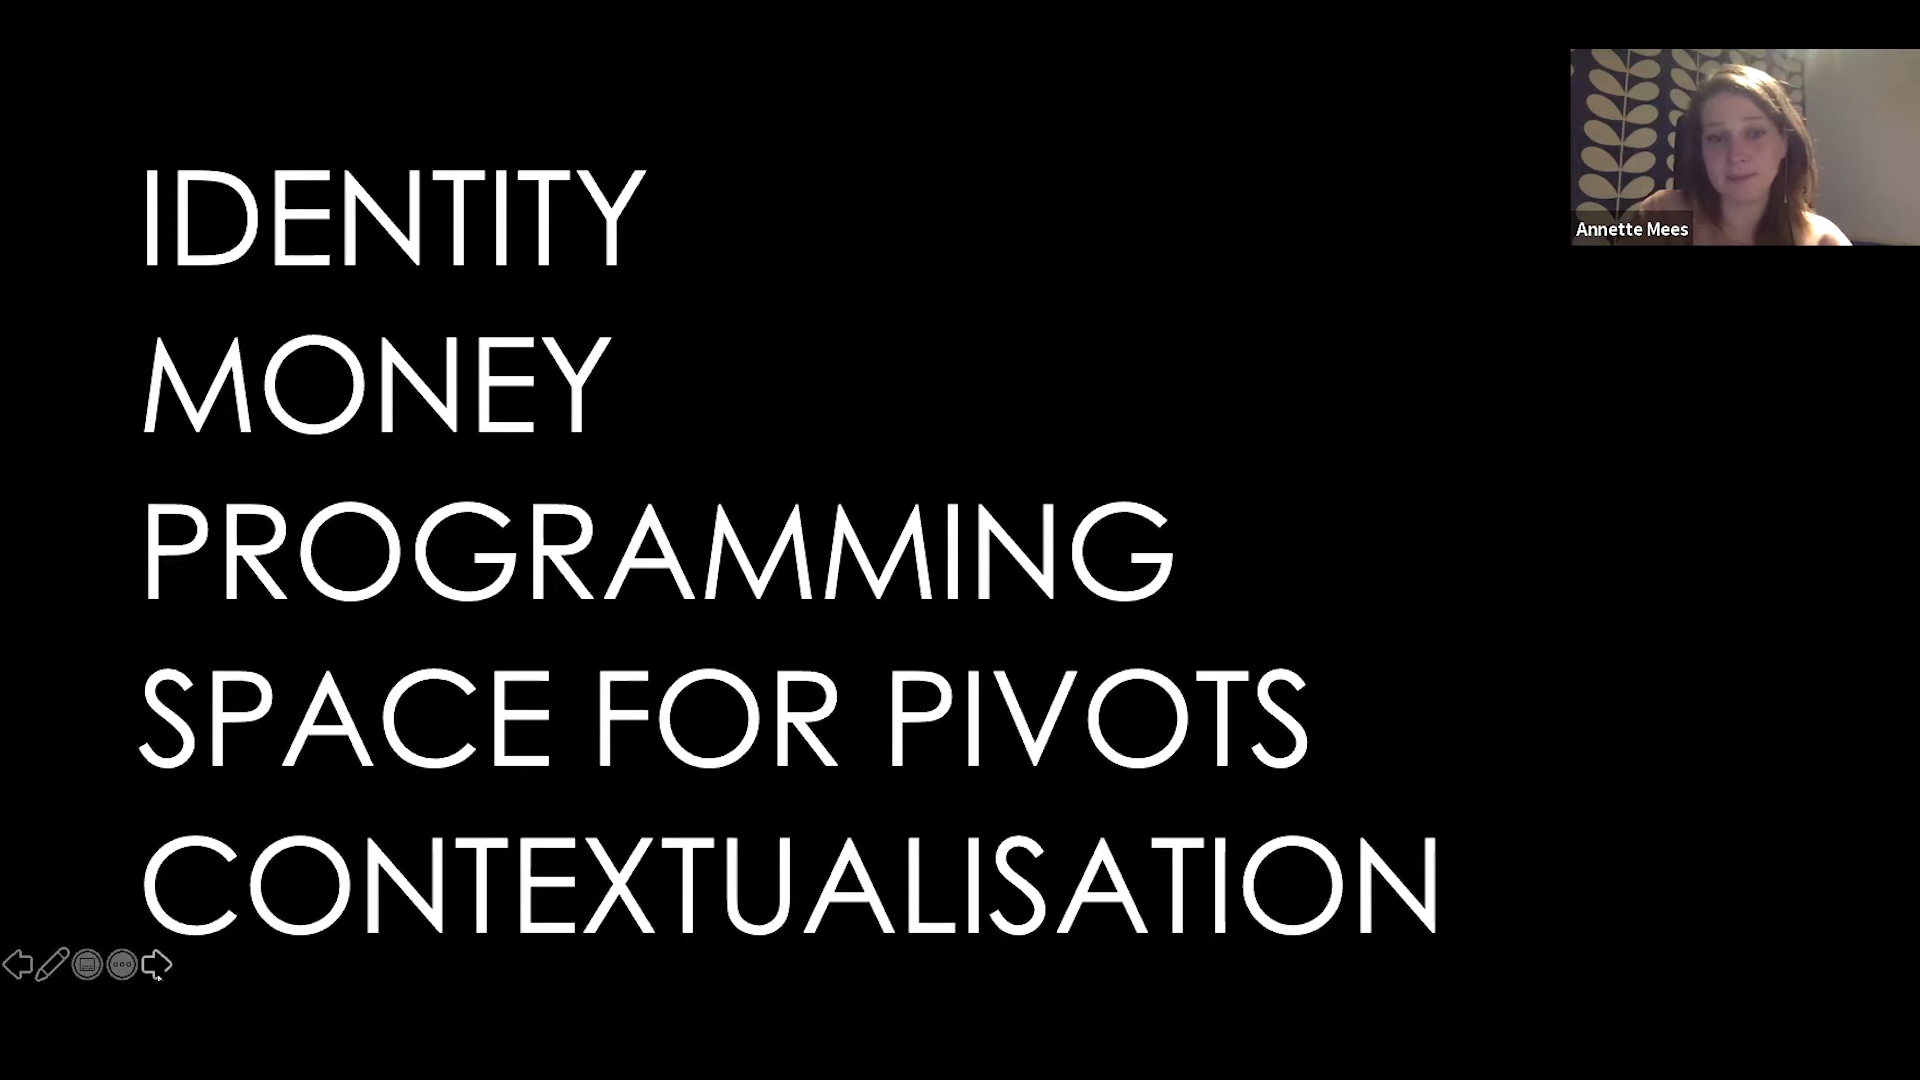 IDENTITY
MONEY
PROGRAMMING
SPACE FOR PIVOTS
CONTEXTUALISATION
Annette Mees